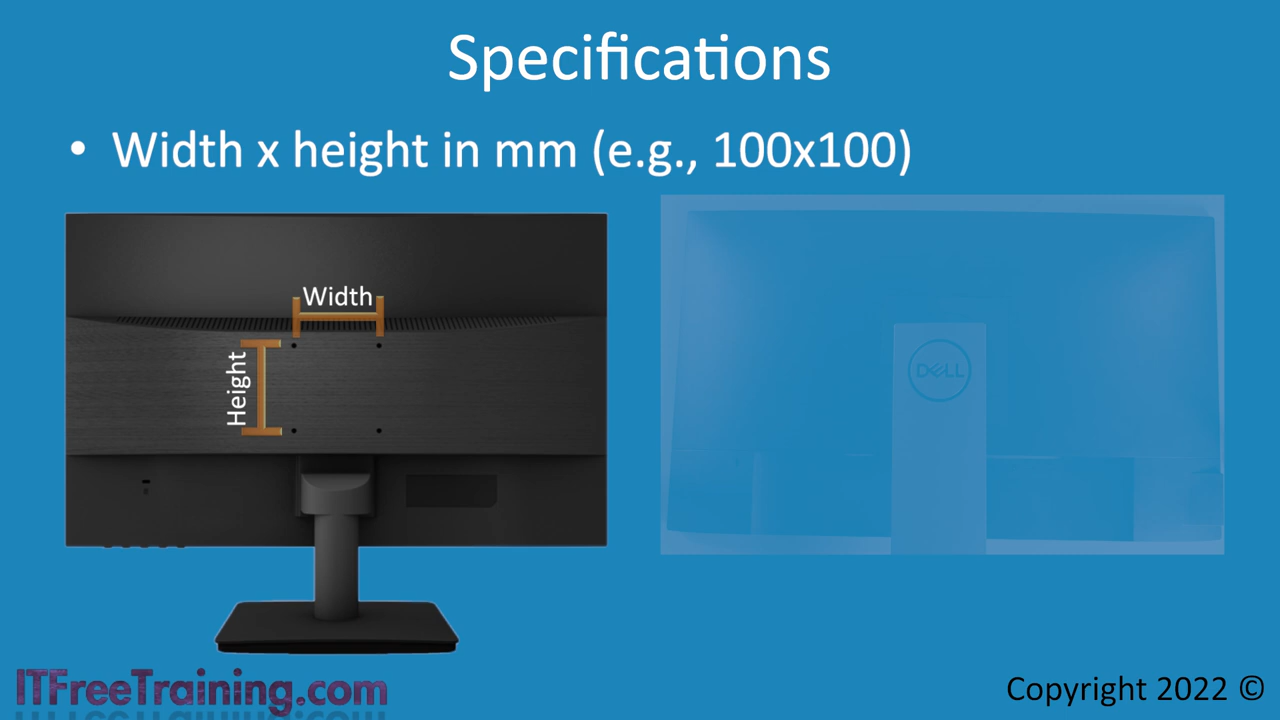 Specifications
• Width x height in mm (e.g., 100x100)
Width
Height
DELL
ITFreeTraining.com
Copyright 2022 ©